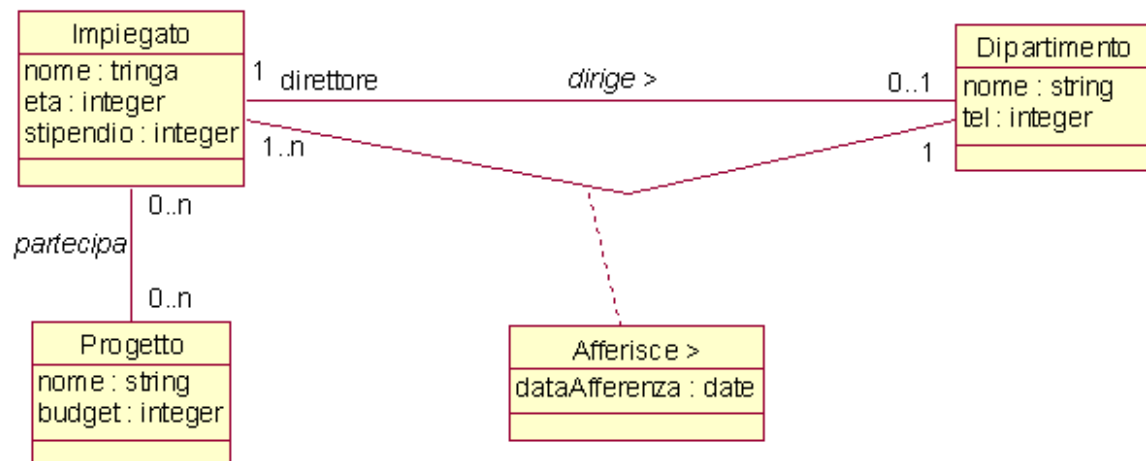 Impiegato
nome : tringa
eta : integer
stipendio : integer
1
direttore
dirige >
0..1
Dipartimento
nome : string
tel : integer
1..n
1
0..n
partecipa
0..n
Progetto
nome : string
budget : integer
Afferisce >
dataAfferenza : date